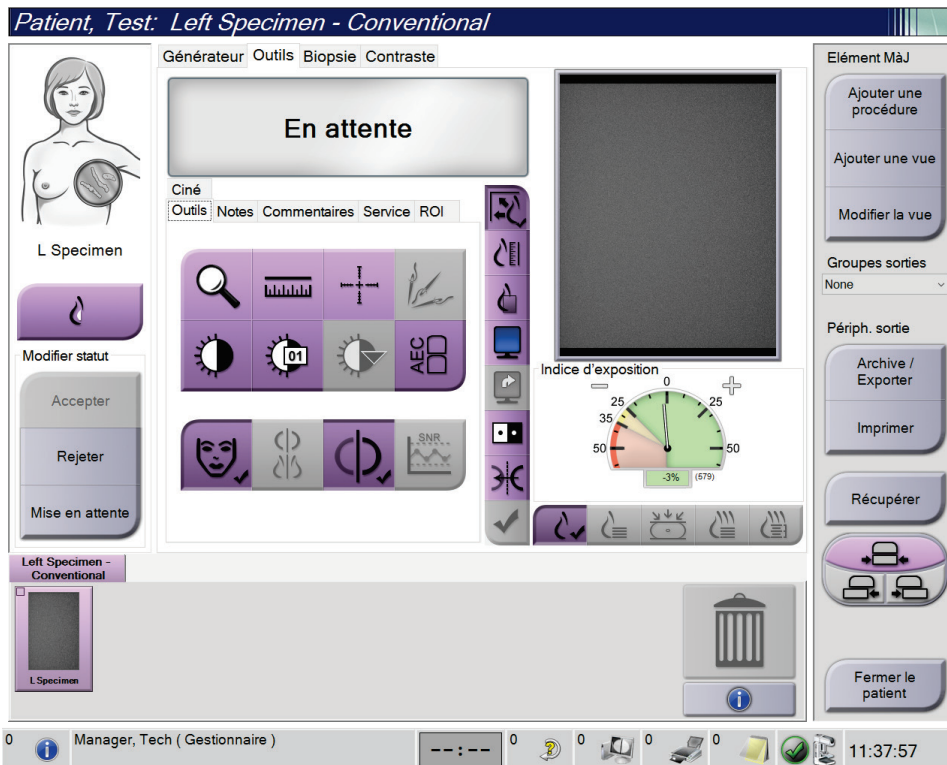 Patient, Test: Left Specimen - Conventional
Générateur Outils Biopsie Contraste
Elément MàJ
Ajouter une
procédure
Ajouter une vue
Modifier la vue
Groupes sorties
None
Périph. sortie
Archive /
Exporter
Imprimer
Récupérer
Fermer le
patient
En attente
Ciné
Outils Notes Commentaires Service ROI
L Specimen
01
AEC
SNR
Modifier statut
Accepter
Rejeter
Mise en attente
Indice d'exposition
0
25 25
35
50 50
-3% (579)
Left Specimen -
Conventional
L Specimen
0 Manager, Tech ( Gestionnaire ) --:-- 0 0 0 0 11:37:57